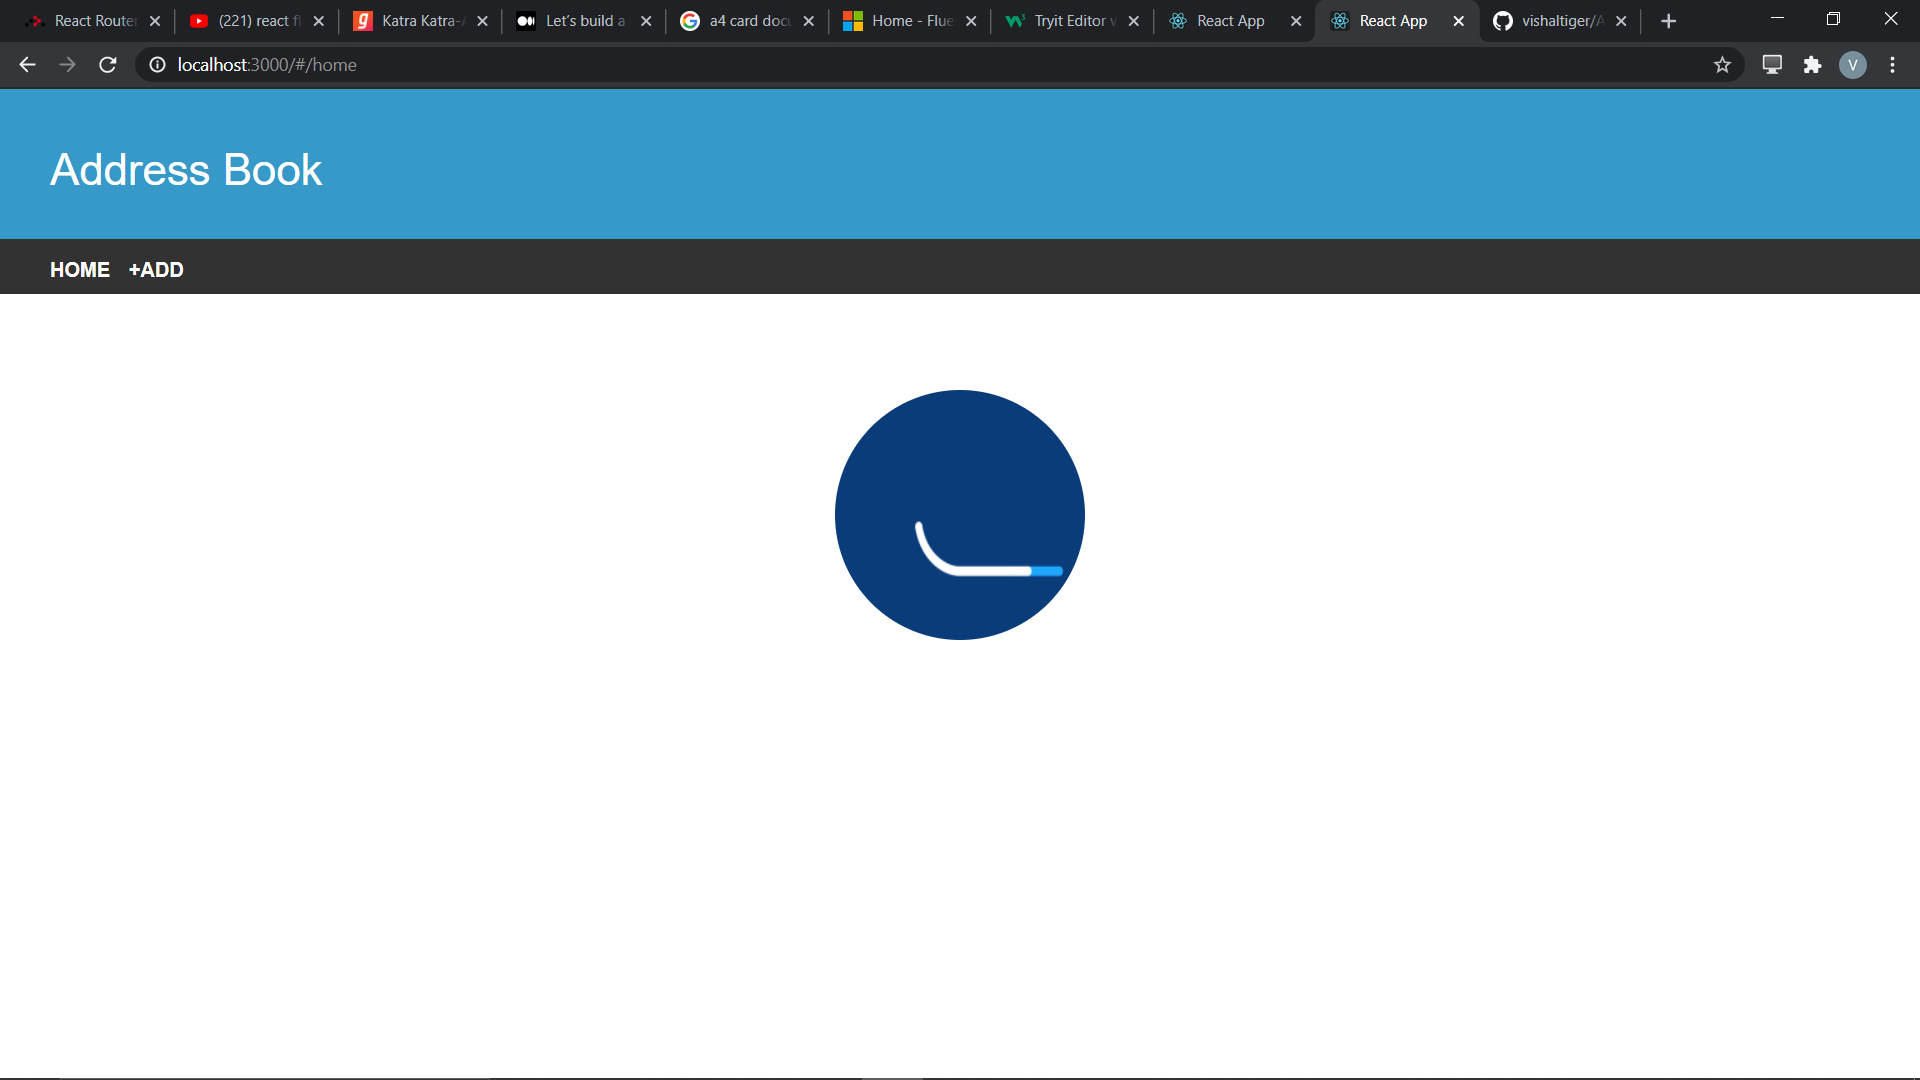 React Router
(221) react fl
Katra Katra-
Let's build a
a4 card docu
Home - Flue
Tryit Editor v
React App
React App
vishaltiger/A
localhost:3000/#/home
V
Address Book
HOME +ADD